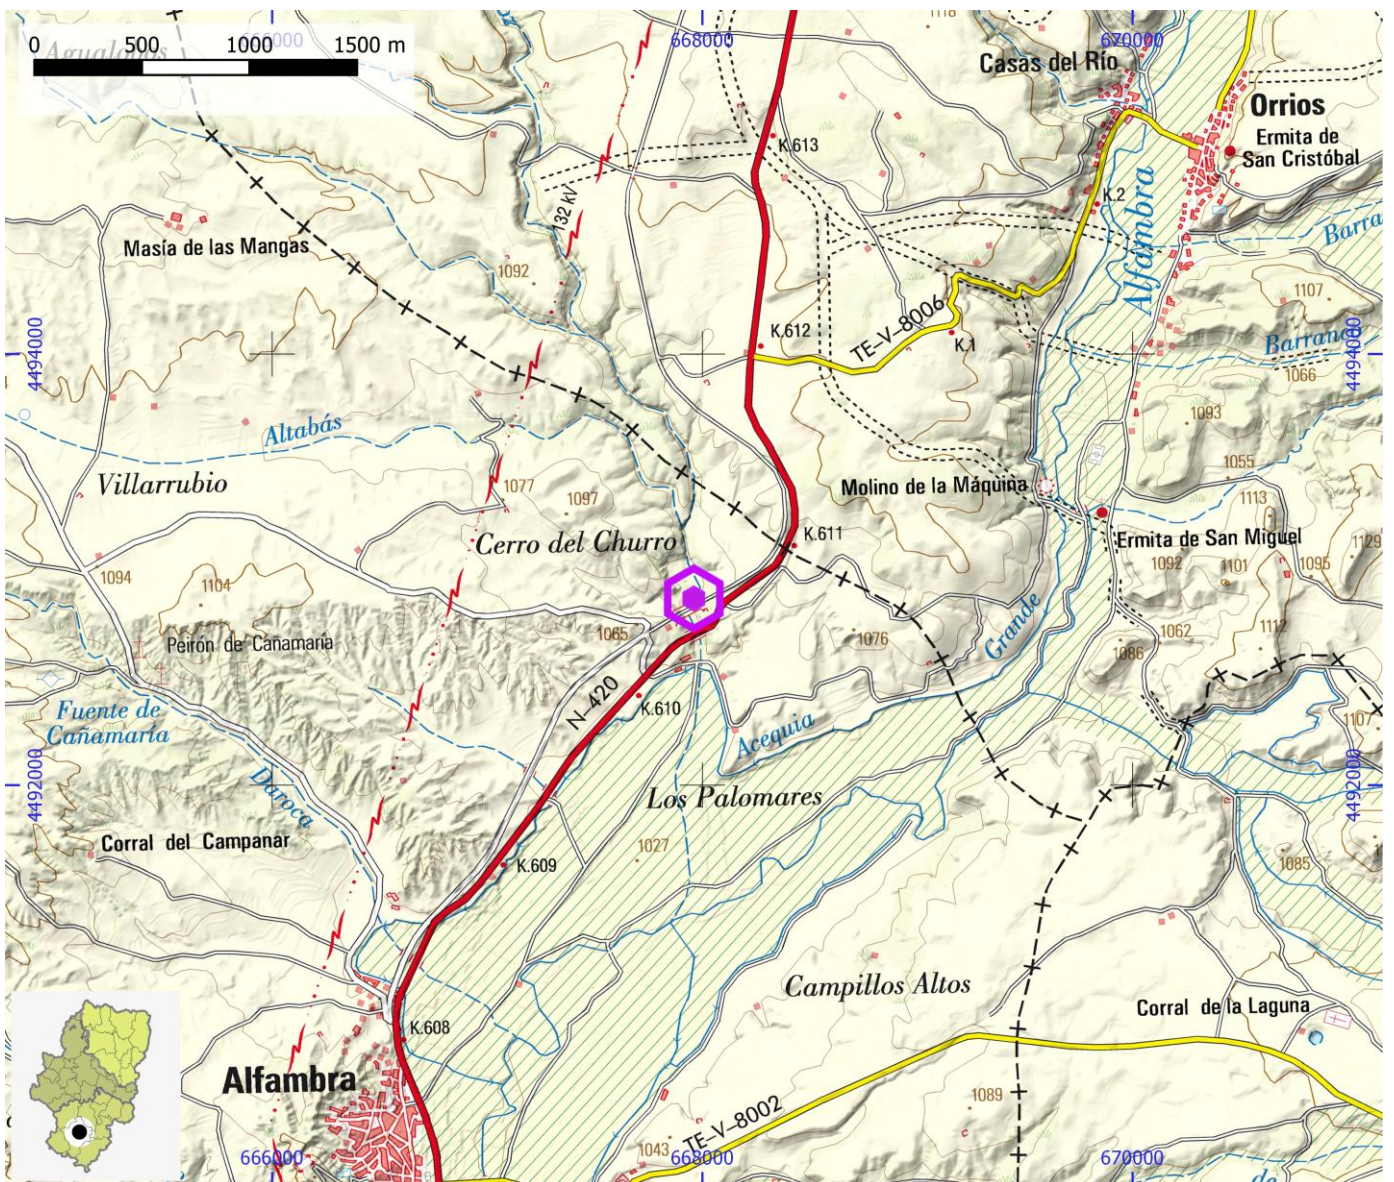 0 500 1000 1500 m
Agualobos
666000
668000
670000
1118
Casas del Río
Orrios
Ermita de
San Cristóbal
K.613
132 kV
K.2
Alfambra
Masía de las Mangas
1092
Barra
1107
4494000
K.612
TE-V-8006
K.1
Barranco
4494000
1066
1093
Altabás
Villarrubio
1077
1097
Molino de la Máquina
1055
1113
Cerro del Churro
K.611
Ermita de San Miguel
1129
1094
1104
1092
1101
1095
Peirón de Cañamaría
1065
1076
Grande
1062
1112
1086
N-420
K.610
Fuente de
Cañamaría
Acequia
1107
4492000
Daroca
Los Palomares
4492000
Corral del Campanar
1027
K.609
1085
Campillos Altos
Corral de la Laguna
K.608
Alfambra
1089
TE-V-8002
1043
666000
668000
670000
de